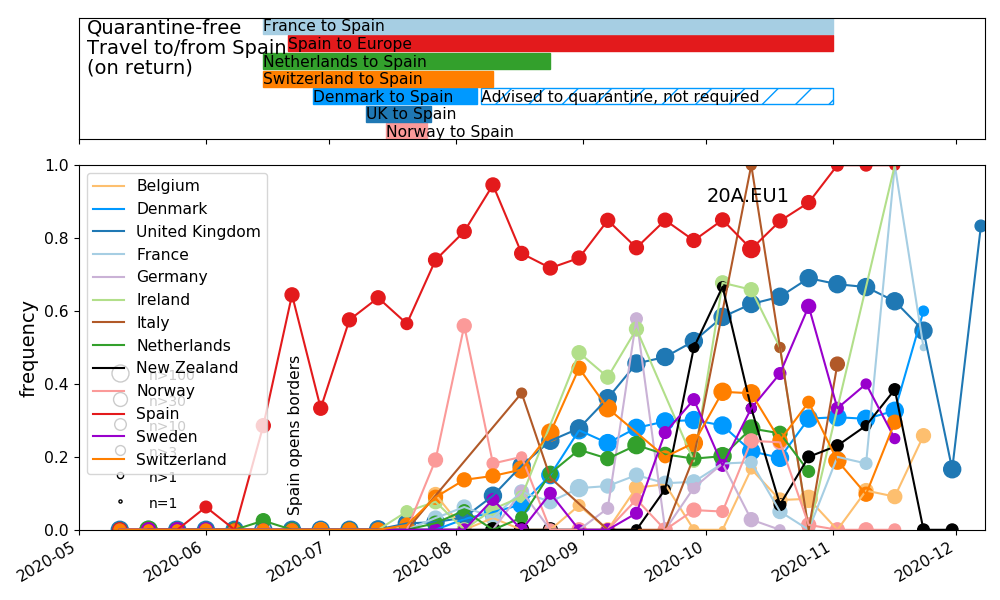 Quarantine-free
Travel to/from Spain
(on return)
France to Spain
Spain to Europe
Netherlands to Spain
Switzerland to Spain
Denmark to Spain
Advised to quarantine, not required
UK to Spain
Norway to Spain
1.0
0.8
0.6
0.4
0.2
0.0
frequency
Belgium
Denmark
United Kingdom
France
Germany
Ireland
Italy
Netherlands
New Zealand
Norway
Spain
Sweden
Switzerland
n>100
n>30
n>10
n>3
n>1
n=1
Spain opens borders
20A.EU1
2020-05
2020-06
2020-07
2020-08
2020-09
2020-10
2020-11
2020-12